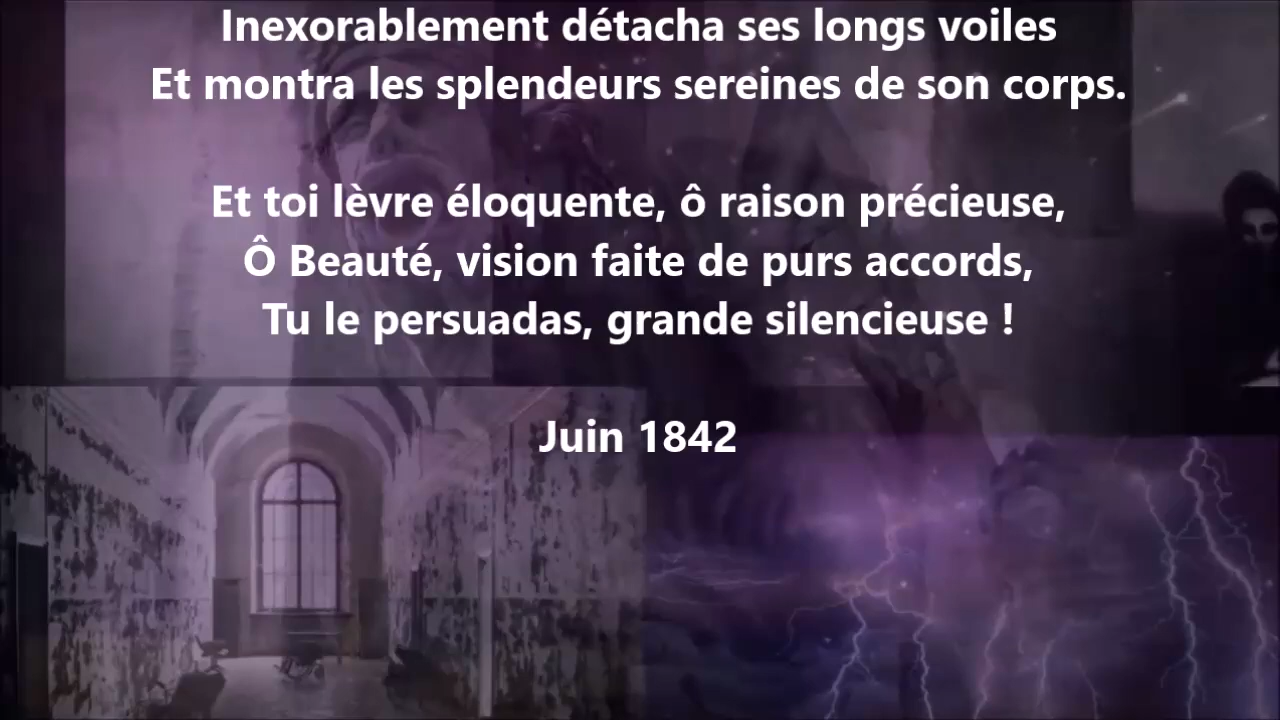 Inexorablement détacha ses longs voiles
Et montra les splendeurs sereines de son corps.
Et toi lèvre éloquente, ô raison précieuse,
Ô Beauté, vision faite de purs accords,
Tu le persuadas, grande silencieuse !
Juin 1842